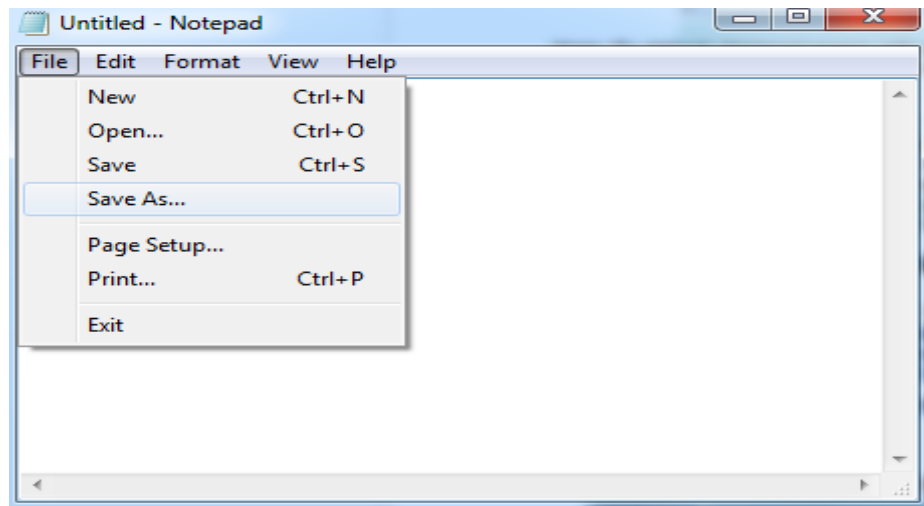 Untitled - Notepad
File Edit Format View Help
New Ctrl+N
Open... Ctrl+O
Save Ctrl+S
Save As...
Page Setup...
Print... Ctrl+P
Exit